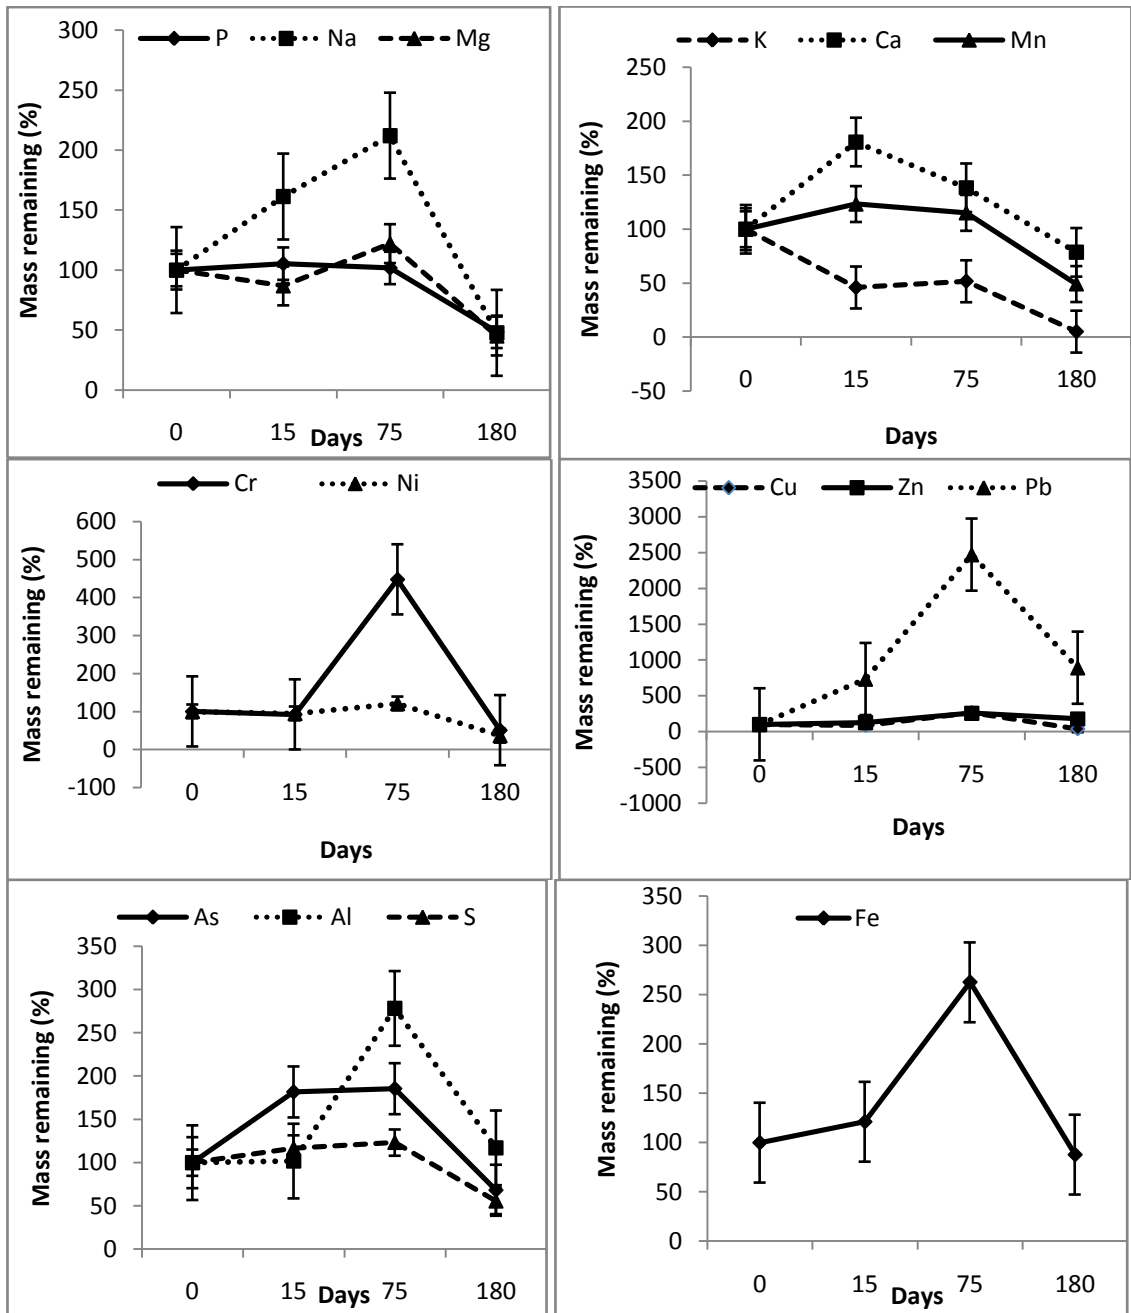 P Na Mg
300
250
200
150
100
50
0
Mass remaining (%)
0 15 75 180
Days
K Ca Mn
250
200
150
100
50
0
-50
Mass remaining (%)
0 15 75 180
Days
Cr Ni
600
500
400
300
200
100
0
-100
Mass remaining (%)
0 15 75 180
Days
Cu Zn Pb
3500
3000
2500
2000
1500
1000
500
0
-500
-1000
Mass remaining (%)
0 15 75 180
Days
As Al S
350
300
250
200
150
100
50
0
Mass remaining (%)
0 15 75 180
Days
Fe
350
300
250
200
150
100
50
0
Mass remaining (%)
0 15 75 180
Days